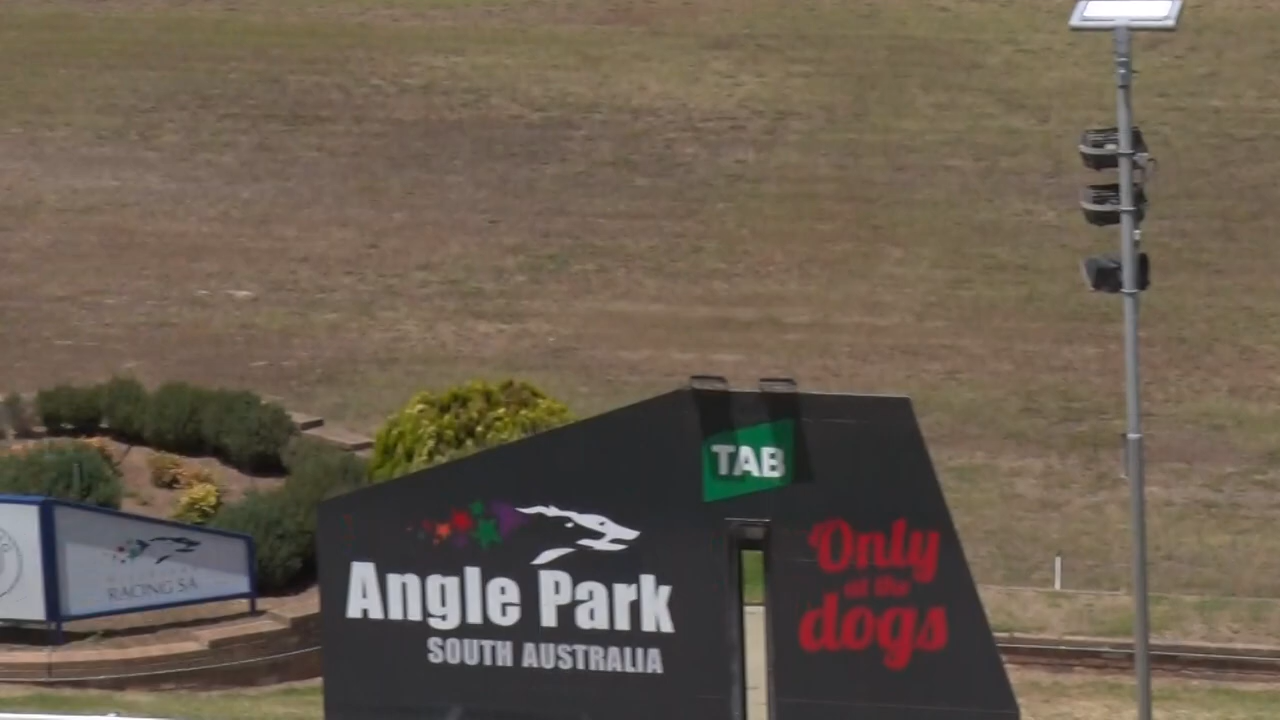 TAB
Angle Park
SOUTH AUSTRALIA
Only
at the
dogs
RACING SA